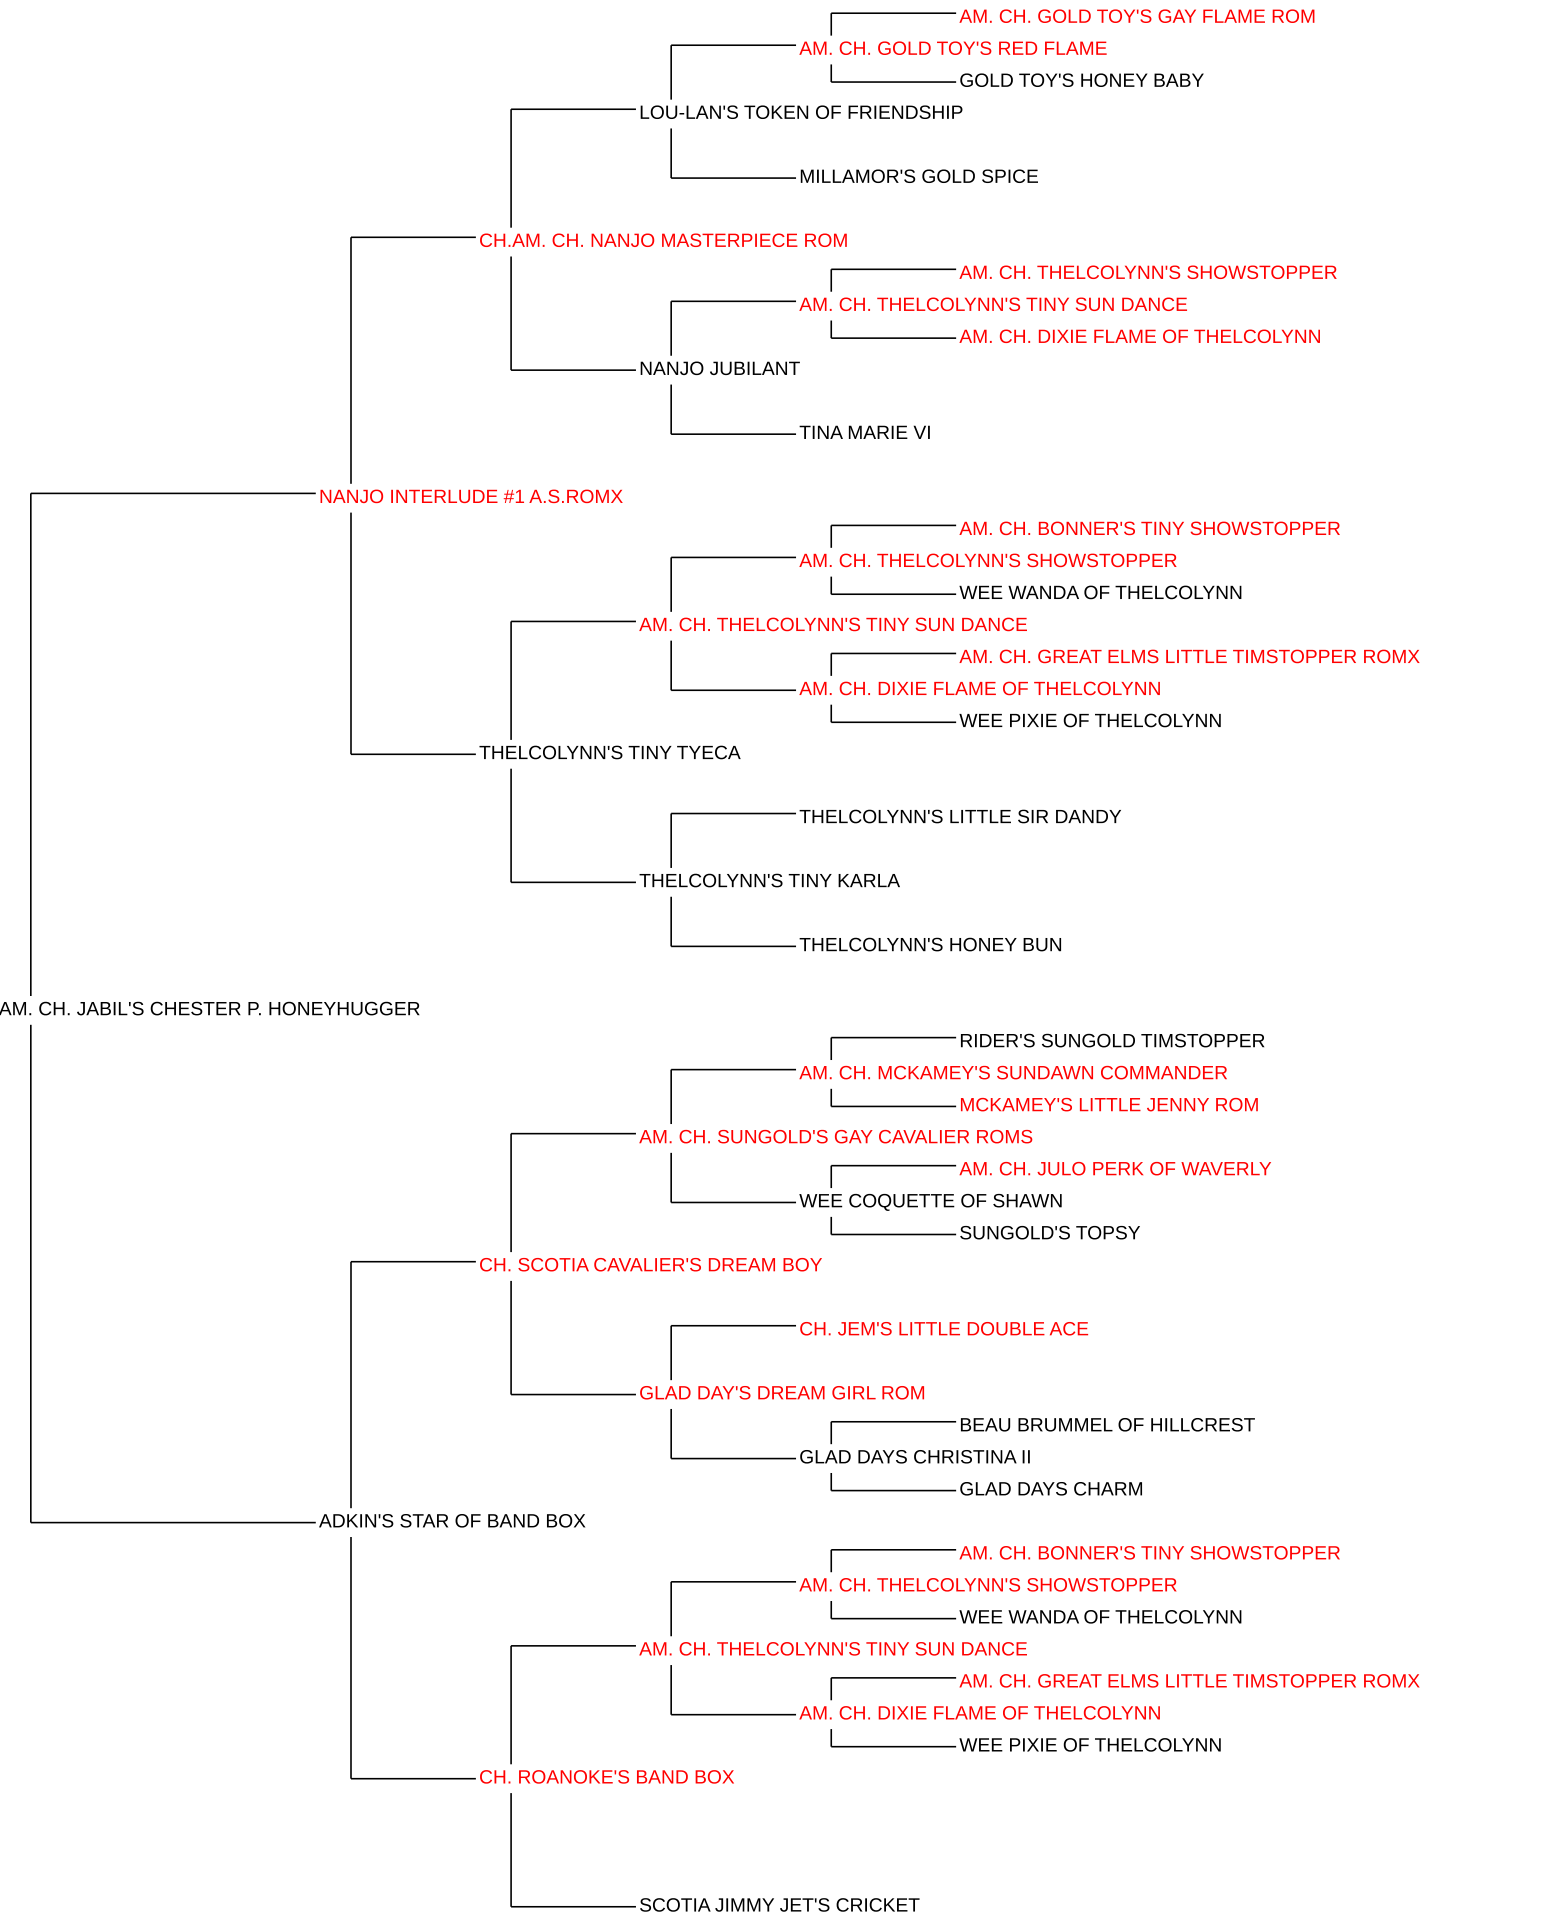 AM. CH. GOLD TOY'S GAY FLAME ROM
AM. CH. GOLD TOY'S RED FLAME
GOLD TOY'S HONEY BABY
LOU-LAN'S TOKEN OF FRIENDSHIP
MILLAMOR'S GOLD SPICE
CH.AM. CH. NANJO MASTERPIECE ROM
AM. CH. THELCOLYNN'S SHOWSTOPPER
AM. CH. THELCOLYNN'S TINY SUN DANCE
AM. CH. DIXIE FLAME OF THELCOLYNN
NANJO JUBILANT
TINA MARIE VI
NANJO INTERLUDE #1 A.S.ROMX
AM. CH. BONNER'S TINY SHOWSTOPPER
AM. CH. THELCOLYNN'S SHOWSTOPPER
WEE WANDA OF THELCOLYNN
AM. CH. THELCOLYNN'S TINY SUN DANCE
AM. CH. GREAT ELMS LITTLE TIMSTOPPER ROMX
AM. CH. DIXIE FLAME OF THELCOLYNN
WEE PIXIE OF THELCOLYNN
THELCOLYNN'S TINY TYECA
THELCOLYNN'S LITTLE SIR DANDY
THELCOLYNN'S TINY KARLA
THELCOLYNN'S HONEY BUN
AM. CH. JABIL'S CHESTER P. HONEYHUGGER
RIDER'S SUNGOLD TIMSTOPPER
AM. CH. MCKAMEY'S SUNDAWN COMMANDER
MCKAMEY'S LITTLE JENNY ROM
AM. CH. SUNGOLD'S GAY CAVALIER ROMS
AM. CH. JULO PERK OF WAVERLY
WEE COQUETTE OF SHAWN
SUNGOLD'S TOPSY
CH. SCOTIA CAVALIER'S DREAM BOY
CH. JEM'S LITTLE DOUBLE ACE
GLAD DAY'S DREAM GIRL ROM
BEAU BRUMMEL OF HILLCREST
GLAD DAYS CHRISTINA II
GLAD DAYS CHARM
ADKIN'S STAR OF BAND BOX
AM. CH. BONNER'S TINY SHOWSTOPPER
AM. CH. THELCOLYNN'S SHOWSTOPPER
WEE WANDA OF THELCOLYNN
AM. CH. THELCOLYNN'S TINY SUN DANCE
AM. CH. GREAT ELMS LITTLE TIMSTOPPER ROMX
AM. CH. DIXIE FLAME OF THELCOLYNN
WEE PIXIE OF THELCOLYNN
CH. ROANOKE'S BAND BOX
SCOTIA JIMMY JET'S CRICKET